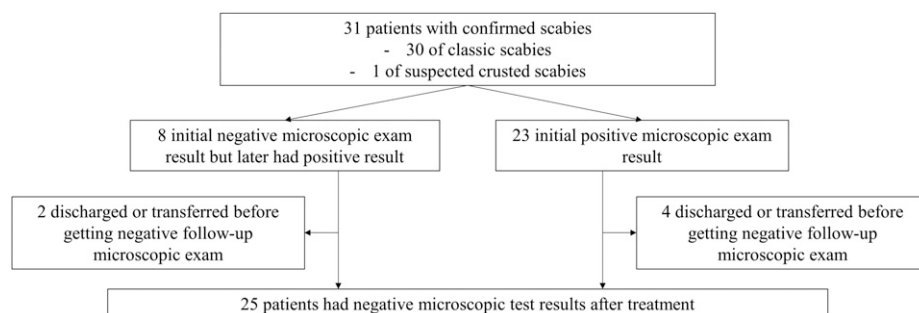 31 patients with confirmed scabies
- 30 of classic scabies
- 1 of suspected crusted scabies
8 initial negative microscopic exam
result but later had positive result
23 initial positive microscopic exam
result
2 discharged or transferred before
getting negative follow-up
microscopic exam
4 discharged or transferred before
getting negative follow-up
microscopic exam
25 patients had negative microscopic test results after treatment